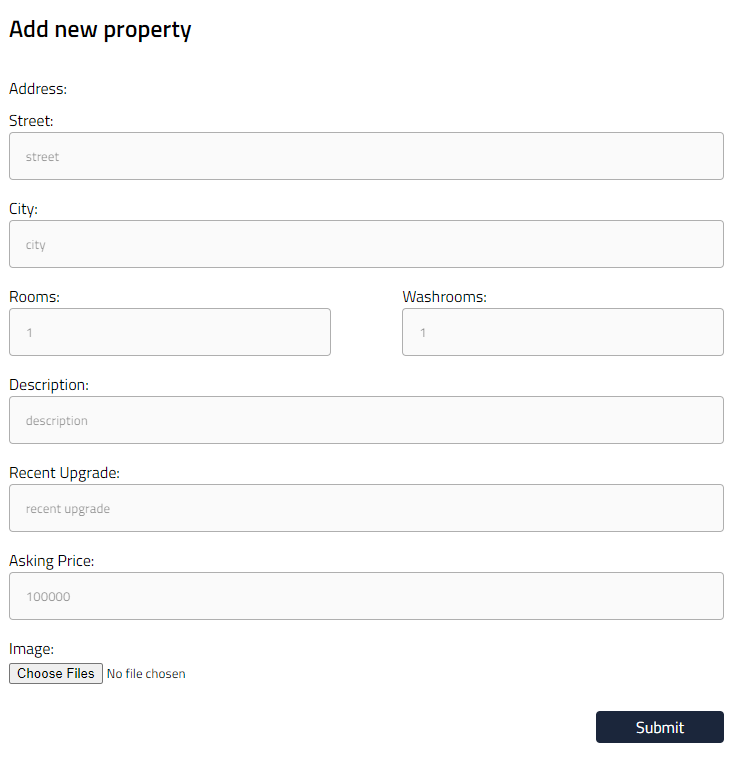 Add new property
Address:
Street:
street
City:
city
Rooms: Washrooms:
1 1
Description:
description
Recent Upgrade:
recent upgrade
Asking Price:
100000
Image:
Choose Files No file chosen
Submit